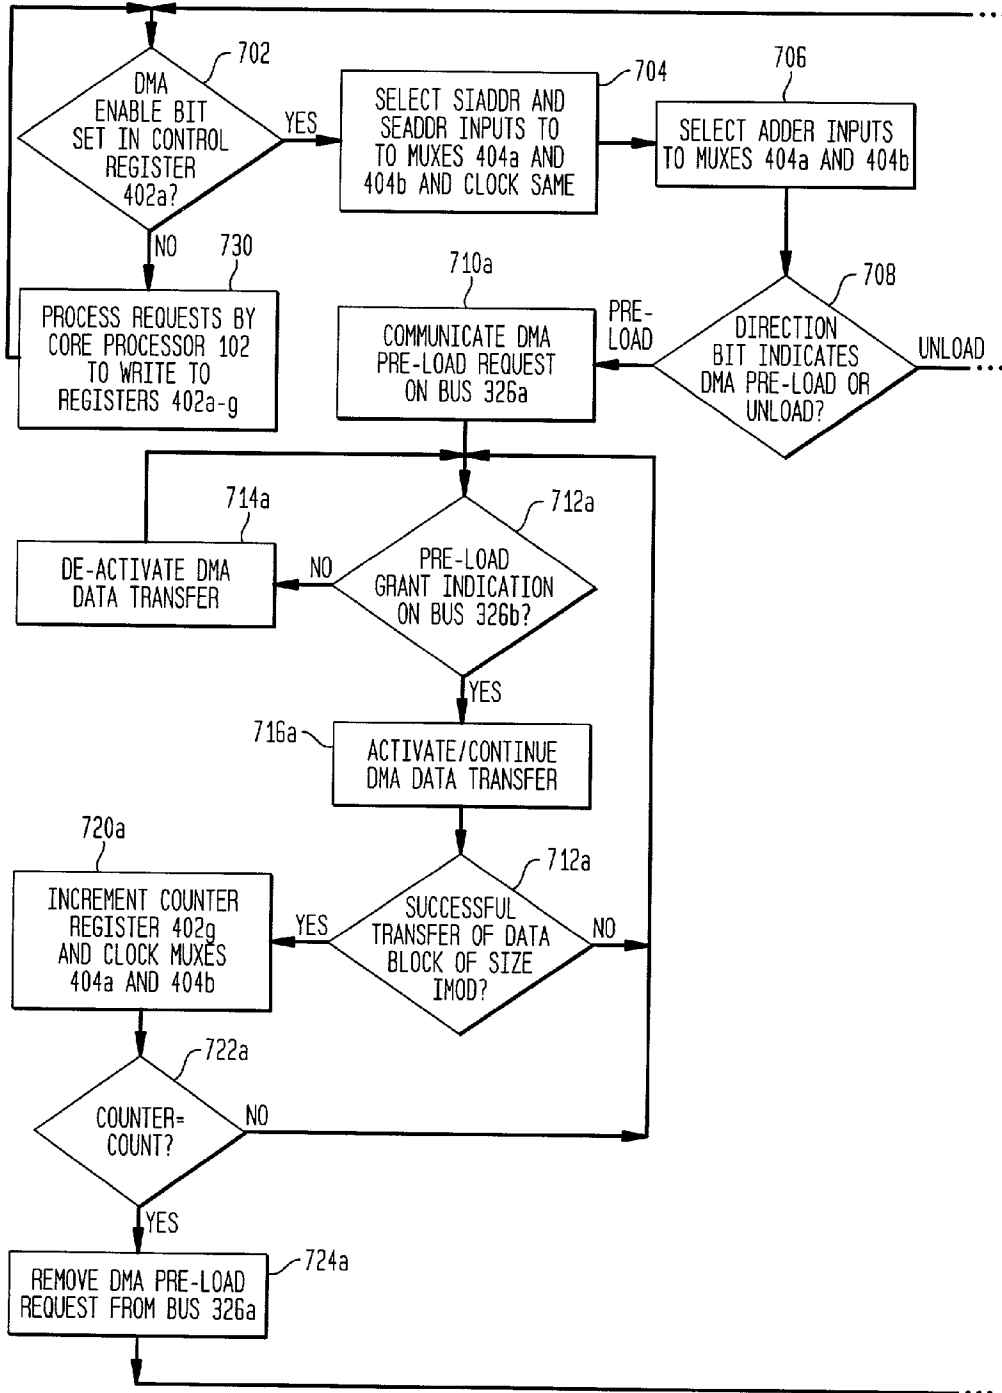 702
DMA
ENABLE BIT
SET IN CONTROL
REGISTER
402a?
YES
NO
704
SELECT SIADDR AND
SEADDR INPUTS TO
TO MUXES 404a AND
404b AND CLOCK SAME
706
SELECT ADDER INPUTS
TO MUXES 404a AND 404b
730
PROCESS REQUESTS BY
CORE PROCESSOR 102
TO WRITE TO
REGISTERS 402a-g
710a
COMMUNICATE DMA
PRE-LOAD REQUEST
ON BUS 326a
PRE-
LOAD
708
DIRECTION
BIT INDICATES
DMA PRE-LOAD OR
UNLOAD?
UNLOAD
714a
DE-ACTIVATE DMA
DATA TRANSFER
NO
712a
PRE-LOAD
GRANT INDICATION
ON BUS 326b?
YES
716a
ACTIVATE/CONTINUE
DMA DATA TRANSFER
720a
INCREMENT COUNTER
REGISTER 402g
AND CLOCK MUXES
404a AND 404b
YES
712a
SUCCESSFUL
TRANSFER OF DATA
BLOCK OF SIZE
IMOD?
NO
722a
COUNTER=
COUNT?
NO
YES
724a
REMOVE DMA PRE-LOAD
REQUEST FROM BUS 326a